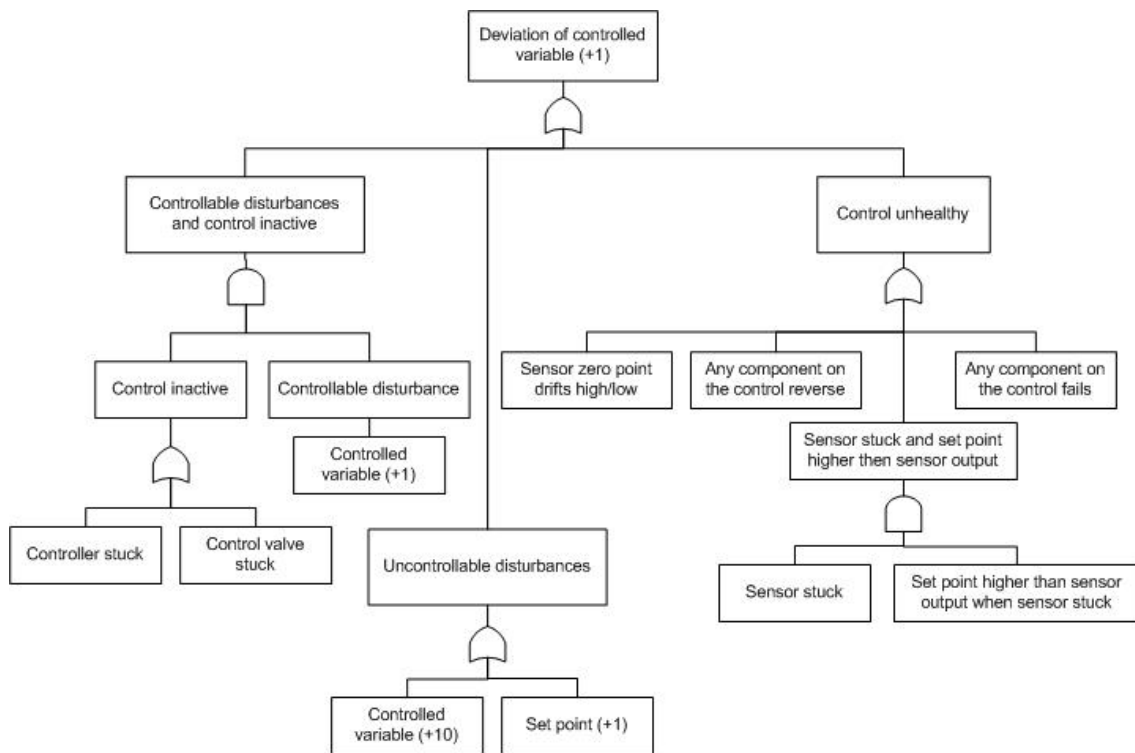 Deviation of controlled
variable (+1)
Controllable disturbances
and control inactive
Control unhealthy
Control inactive
Controllable disturbance
Sensor zero point
drifts high/low
Any component on
the control reverse
Any component on
the control fails
Controlled
variable (+1)
Sensor stuck and set point
higher then sensor output
Controller stuck
Control valve
stuck
Uncontrollable disturbances
Sensor stuck
Set point higher than sensor
output when sensor stuck
Controlled
variable (+10)
Set point (+1)